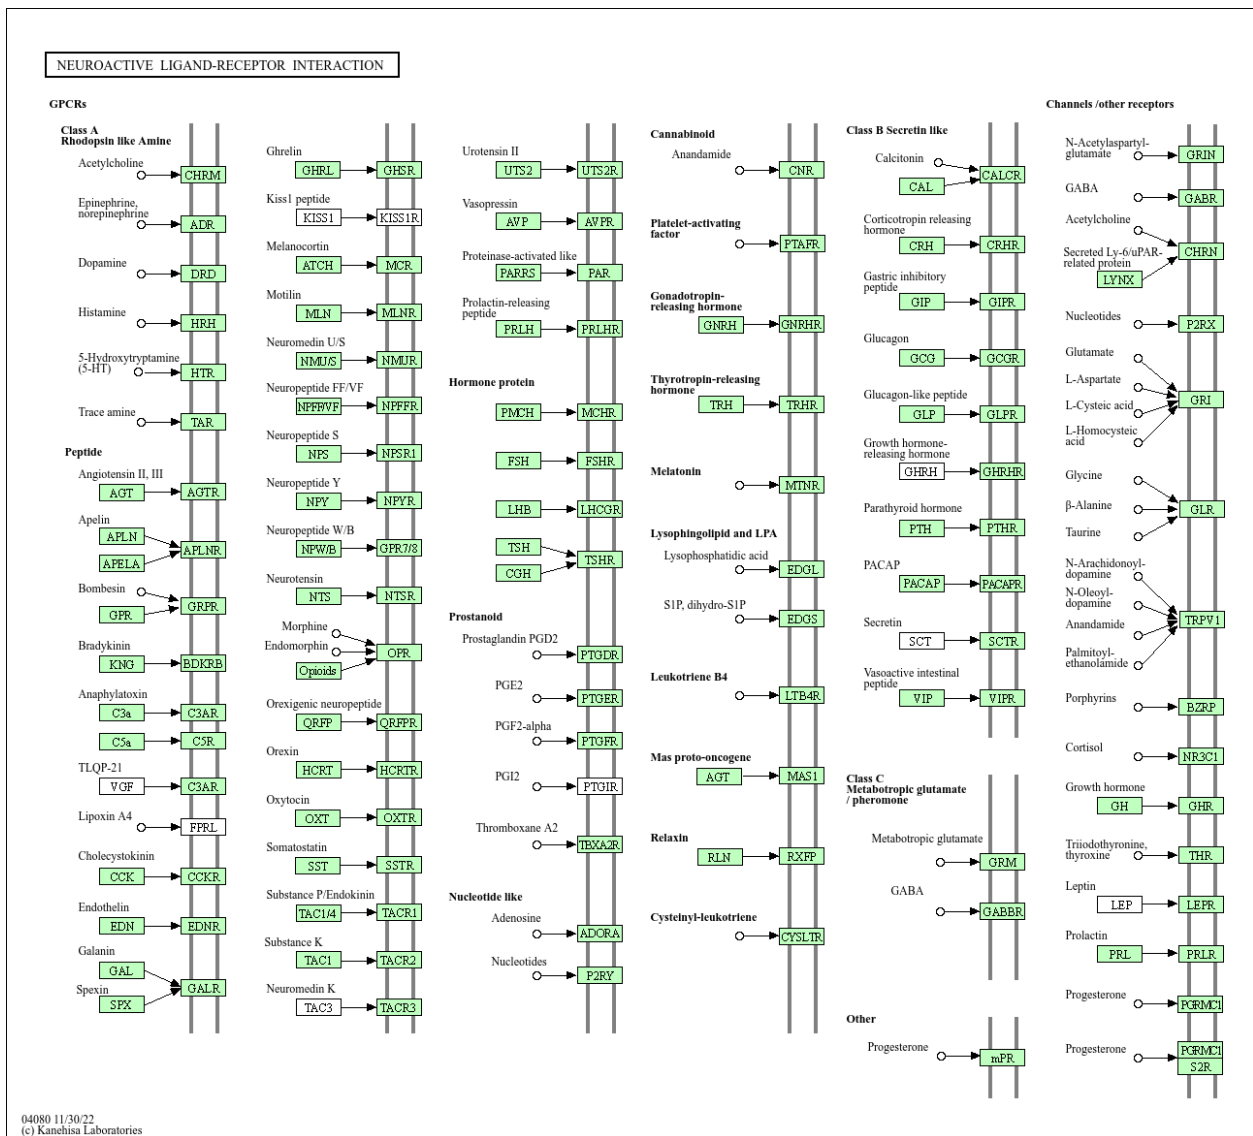 NEUROACTIVE LIGAND-RECEPTOR INTERACTION
GPCRs
Class A
Rhodopsin like Amine
Acetylcholine
CHRM
Epinephrine,
norepinephrine
ADR
Dopamine
DRD
Histamine
HRH
5-Hydroxytryptamine
(5-HT)
HTR
Trace amine
TAR
Peptide
Angiotensin II, III
AGT
AGTR
Apelin
APLN
APELA
APLNR
Bombesin
GPR
GRPR
Bradykinin
KNG
BDKRB
Anaphylatoxin
C3a
C3AR
C5a
C5R
TLQP-21
VGF
C3AR
Lipoxin A4
FPRL
Cholecystokinin
CCK
CCKR
Endothelin
EDN
EDNR
Galanin
GAL
Spexin
SPX
GALR
Ghrelin
GHRL
GHSR
Kiss1 peptide
KISS1
KISS1R
Melanocortin
ATCH
MCR
Motilin
MLN
MLNR
Neuromedin U/S
NMU/S
NMUR
Neuropeptide FF/VF
NPFF/VF
NPFFR
Neuropeptide S
NPS
NPSR1
Neuropeptide Y
NPY
NPYR
Neuropeptide W/B
NPW/B
GPR7/8
Neurotensin
NTS
NTSR
Morphine
Endomorphin
Opioids
OPR
Orexigenic neuropeptide
QRFP
QRFPR
Orexin
HCRT
HCRTR
Oxytocin
OXT
OXTR
Somatostatin
SST
SSTR
Substance P/Endokinin
TAC1/4
TACR1
Substance K
TAC1
TACR2
Neuromedin K
TAC3
TACR3
Urotensin II
UTS2
UTS2R
Vasopressin
AVP
AVPR
Proteinase-activated like
PARRS
PAR
Prolactin-releasing
peptide
PRLH
PRLHR
Hormone protein
PMCH
MCHR
FSH
FSHR
LHB
LHCGR
TSH
CGH
TSHR
Prostanoid
Prostaglandin PGD2
PTGDR
PGE2
PTGER
PGF2-alpha
PTGFR
PGI2
PTGIR
Thromboxane A2
TBXA2R
Nucleotide like
Adenosine
ADORA
Nucleotides
P2RY
Cannabinoid
Anandamide
CNR
Platelet-activating
factor
PTAFR
Gonadotropin-
releasing hormone
GNRH
GNRHR
Thyrotropin-releasing
hormone
TRH
TRHR
Melatonin
MTNR
Lysophingolipid and LPA
Lysophosphatidic acid
EDGL
S1P, dihydro-S1P
EDGS
Leukotriene B4
LTB4R
Mas proto-oncogene
AGT
MAS1
Relaxin
RLN
RXFP
Cysteinyl-leukotriene
CYSLTR
Class B Secretin like
Calcitonin
CAL
CALCR
Corticotropin releasing
hormone
CRH
CRHR
Gastric inhibitory
peptide
GIP
GIPR
Glucagon
GCG
GCGR
Glucagon-like peptide
GLP
GLPR
Growth hormone-
releasing hormone
GHRH
GHRHR
Parathyroid hormone
PTH
PTHR
PACAP
PACAP
PACAPR
Secretin
SCT
SCTR
Vasoactive intestinal
peptide
VIP
VIPR
Class C
Metabotropic glutamate
/ pheromone
Metabotropic glutamate
GRM
GABA
GABBR
Other
Progesterone
mPR
Channels /other receptors
N-Acetylaspartyl-
glutamate
GRIN
GABA
GABR
Acetylcholine
CHRN
Secreted Ly-6/uPAR-
related protein
LYNX
Nucleotides
P2RX
Glutamate
L-Aspartate
L-Cysteic acid
L-Homocysteic
acid
GRI
Glycine
β-Alanine
Taurine
GLR
N-Arachidonoyl-
dopamine
N-Oleoyl-
dopamine
Anandamide
Palmitoyl-
ethanolamide
TRPV1
Porphyrins
BZRP
Cortisol
NR3C1
Growth hormone
GH
GHR
Triiodothyronine,
thyroxine
THR
Leptin
LEP
LEPR
Prolactin
PRL
PRLR
Progesterone
PGRMC1
Progesterone
PGRMC1
S2R
04080 11/30/22
(c) Kanehisa Laboratories